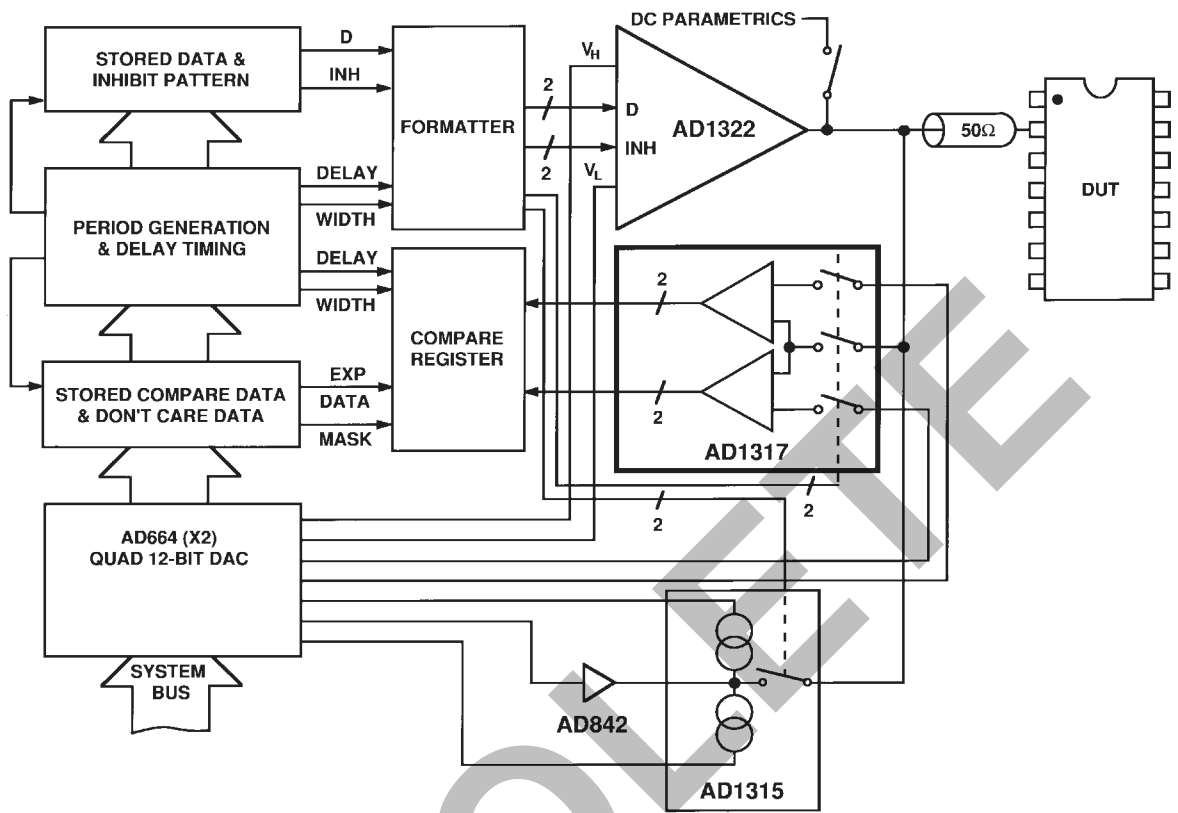 DC PARAMETRICS
STORED DATA &
INHIBIT PATTERN
D
INH
FORMATTER
2
2
VH
D
INH
VL
AD1322
50Ω
DUT
PERIOD GENERATION
& DELAY TIMING
DELAY
WIDTH
DELAY
WIDTH
COMPARE
REGISTER
2
2
AD1317
STORED COMPARE DATA
& DON'T CARE DATA
EXP
DATA
MASK
2
2
AD664 (X2)
QUAD 12-BIT DAC
SYSTEM
BUS
AD842
AD1315
OLETE